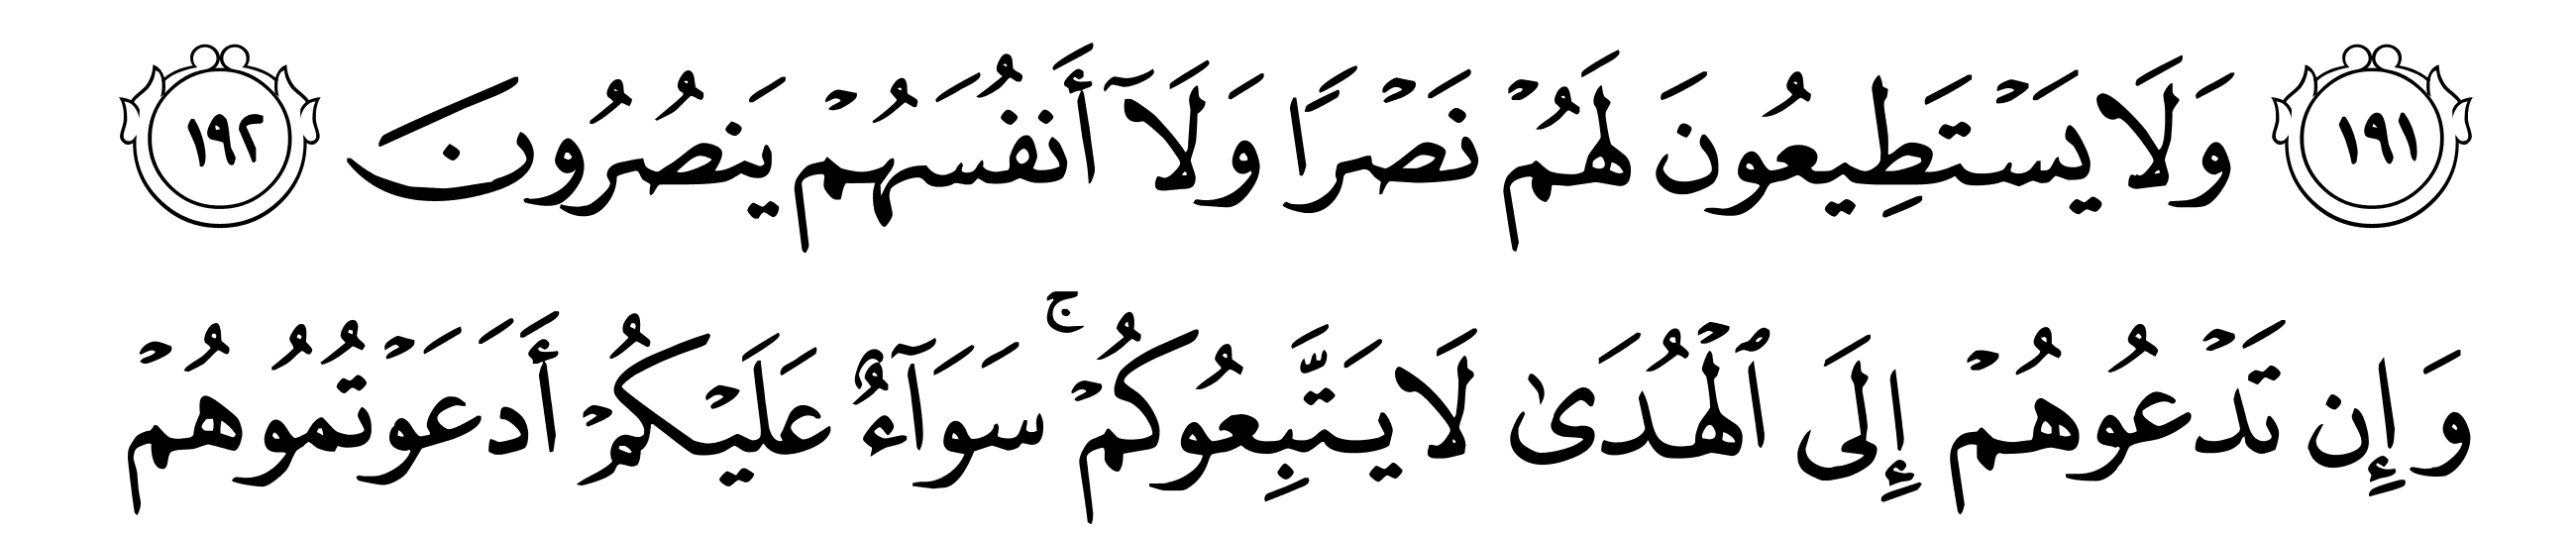 ١٩١ وَلَا يَسْتَطِيعُونَ لَهُمْ نَصْرًا وَلَآ أَنفُسَهُمْ يَنصُرُونَ ١٩٢
وَإِن تَدْعُوهُمْ إِلَى ٱلْهُدَىٰ لَا يَتَّبِعُوكُمْ ۚ سَوَآءٌ عَلَيْكُمْ أَدَعَوْتُمُوهُمْ